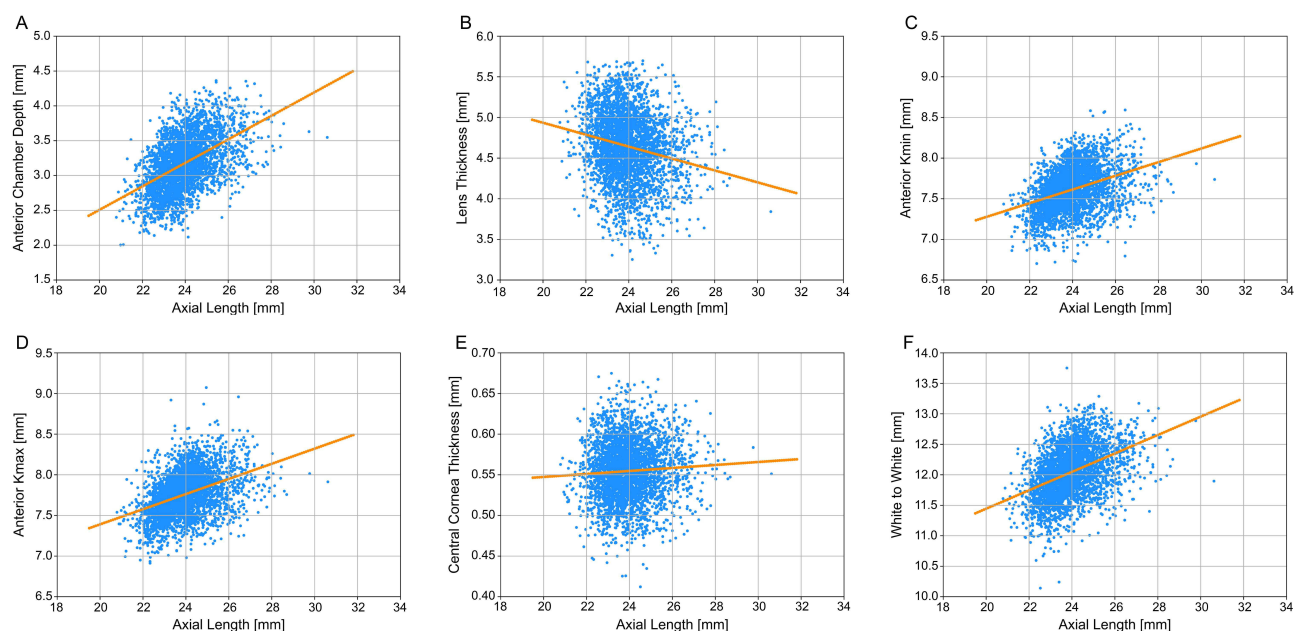 A
Anterior Chamber Depth [mm]
5.0
4.5
4.0
3.5
3.0
2.5
2.0
1.5
18 20 22 24 26 28 30 32 34
Axial Length [mm]
B
Lens Thickness [mm]
6.0
5.5
5.0
4.5
4.0
3.5
3.0
18 20 22 24 26 28 30 32 34
Axial Length [mm]
C
Anterior Kmin [mm]
9.5
9.0
8.5
8.0
7.5
7.0
6.5
18 20 22 24 26 28 30 32 34
Axial Length [mm]
D
Anterior Kmax [mm]
9.5
9.0
8.5
8.0
7.5
7.0
6.5
18 20 22 24 26 28 30 32 34
Axial Length [mm]
E
Central Cornea Thickness [mm]
0.70
0.65
0.60
0.55
0.50
0.45
0.40
18 20 22 24 26 28 30 32 34
Axial Length [mm]
F
White to White [mm]
14.0
13.5
13.0
12.5
12.0
11.5
11.0
10.5
10.0
18 20 22 24 26 28 30 32 34
Axial Length [mm]